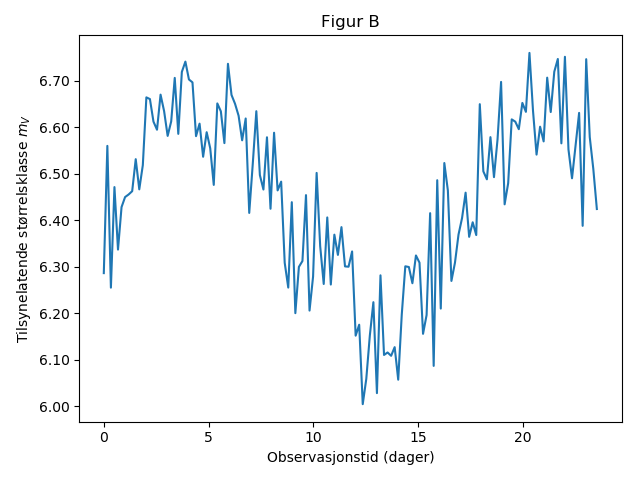 Figur B
Tilsynelatende størrelsklasse m_V
6.70
6.60
6.50
6.40
6.30
6.20
6.10
6.00
0 5 10 15 20
Observasjonstid (dager)